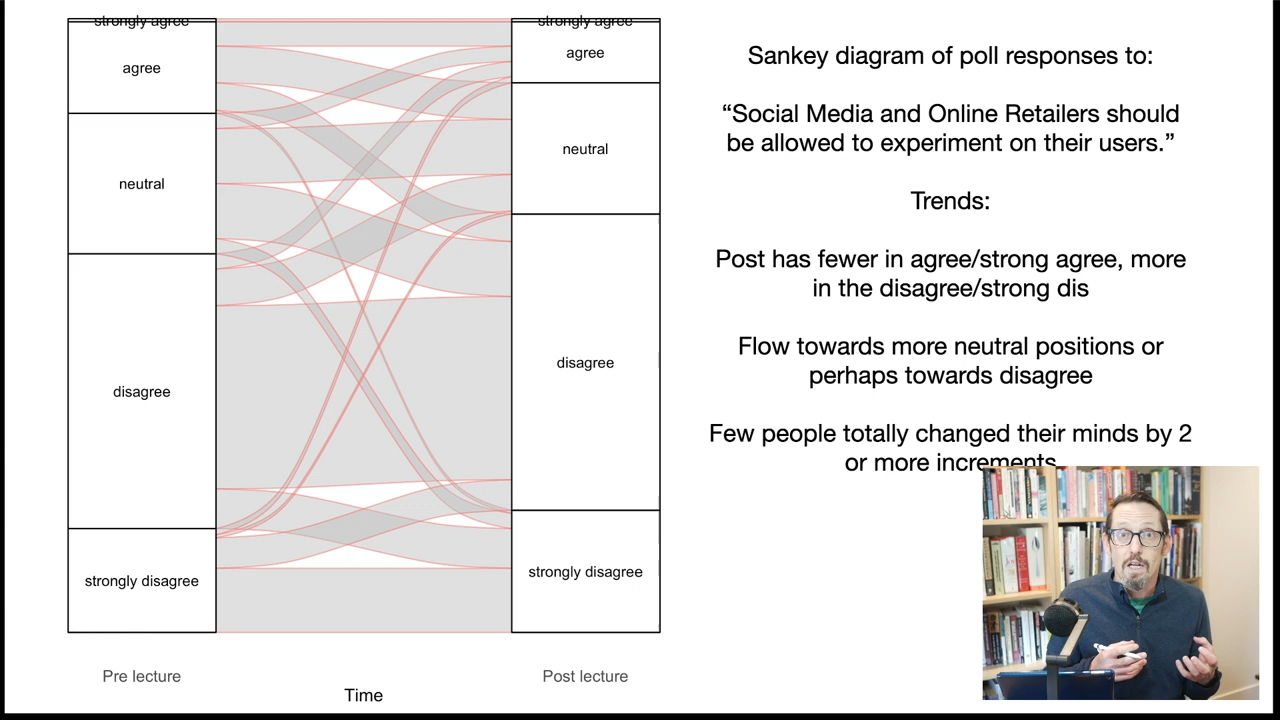 strongly agree
agree
neutral
disagree
strongly disagree
strongly agree
agree
neutral
disagree
strongly disagree
Pre lecture
Post lecture
Time
Sankey diagram of poll responses to:
“Social Media and Online Retailers should
be allowed to experiment on their users.”
Trends:
Post has fewer in agree/strong agree, more
in the disagree/strong dis
Flow towards more neutral positions or
perhaps towards disagree
Few people totally changed their minds by 2
or more increments